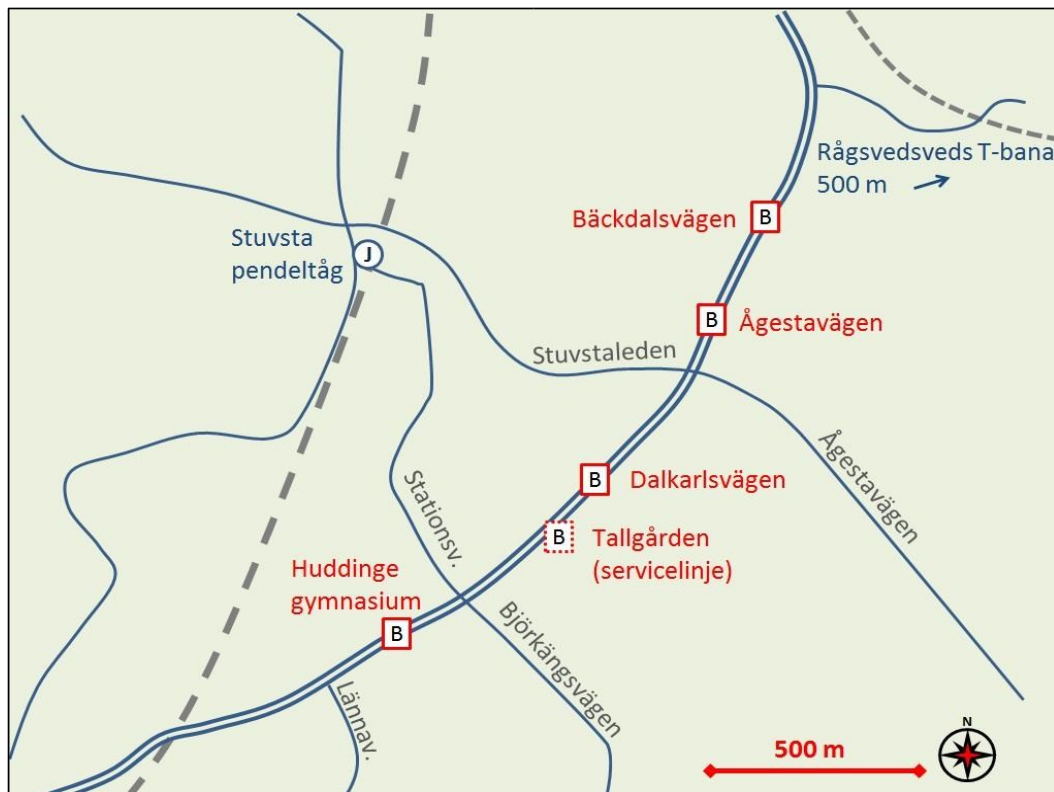 Rågsvedsveds T-bana
500 m
Bäckdalsvägen
B
Stuvsta
pendeltåg
J
B
Ågestavägen
Stuvstaleden
Ågestavägen
B
Dalkarlsvägen
Stationsv.
B
Tallgården
(servicelinje)
Huddinge
gymnasium
B
Björkängsvägen
Lännav.
500 m
N